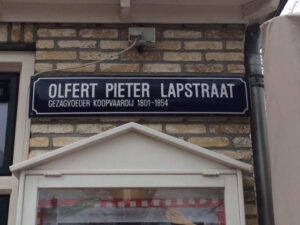 OLFERT PIETER LAPSTRAAT
GEZAGVOEDER KOOPVAARDIJ 1801-1854